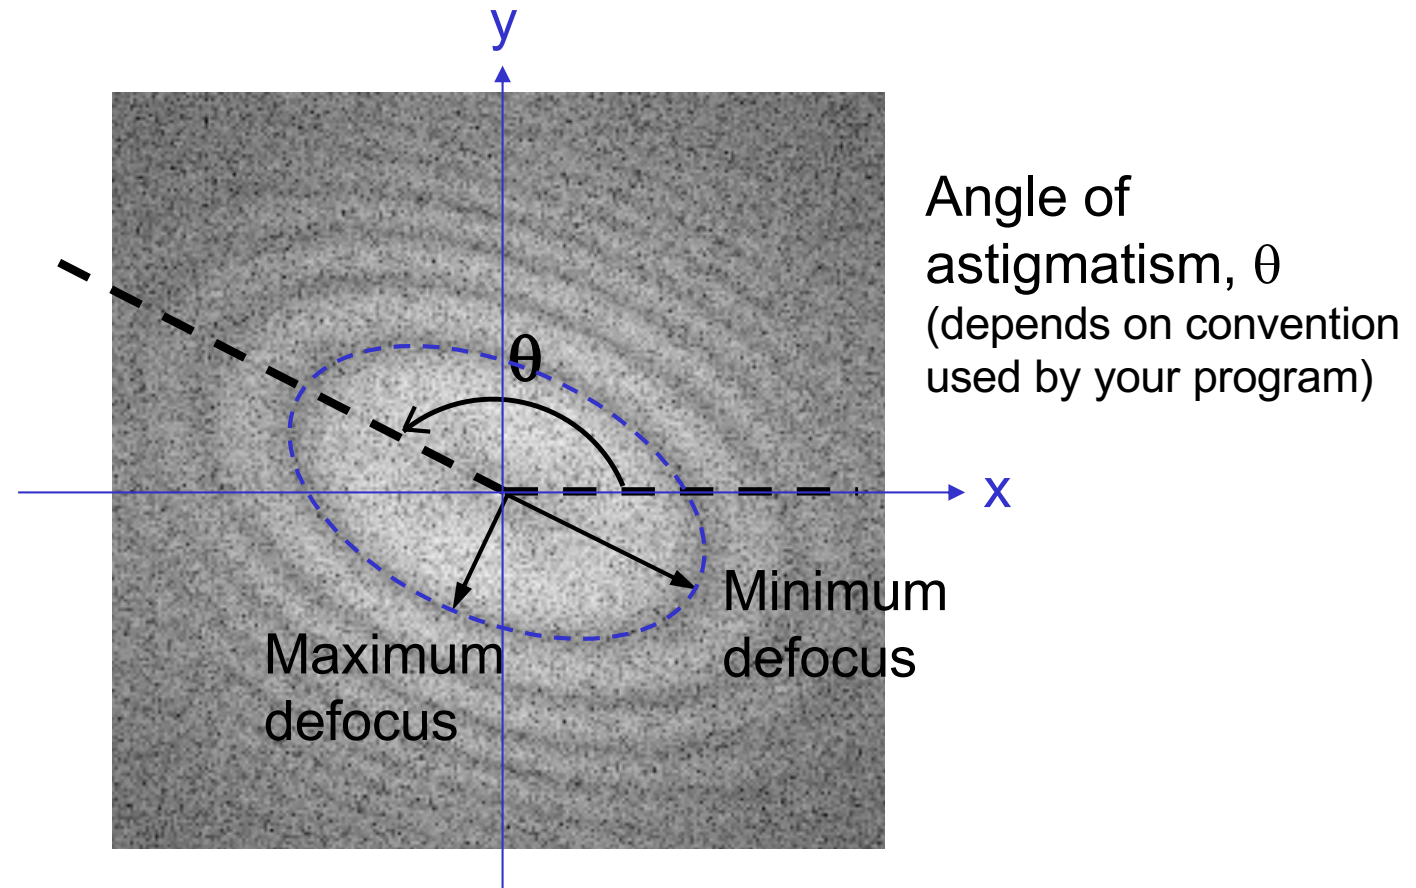 y
Angle of
astigmatism, θ
(depends on convention
used by your program)
θ
x
Minimum
defocus
Maximum
defocus